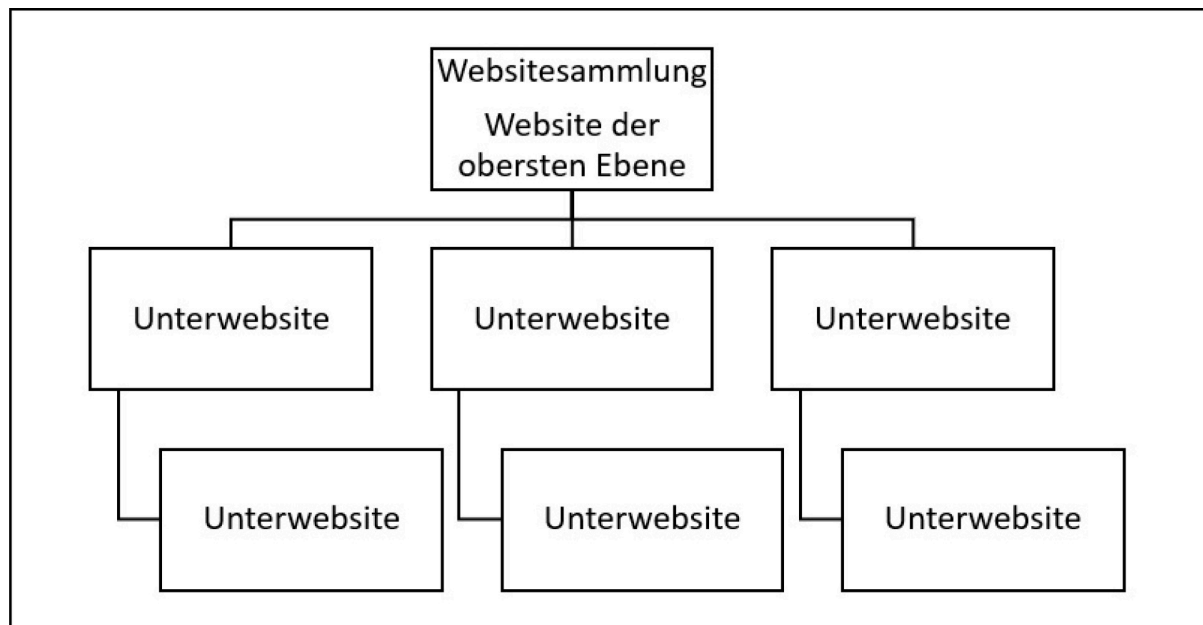 Websitesammlung
Website der
obersten Ebene
Unterwebsite
Unterwebsite
Unterwebsite
Unterwebsite
Unterwebsite
Unterwebsite